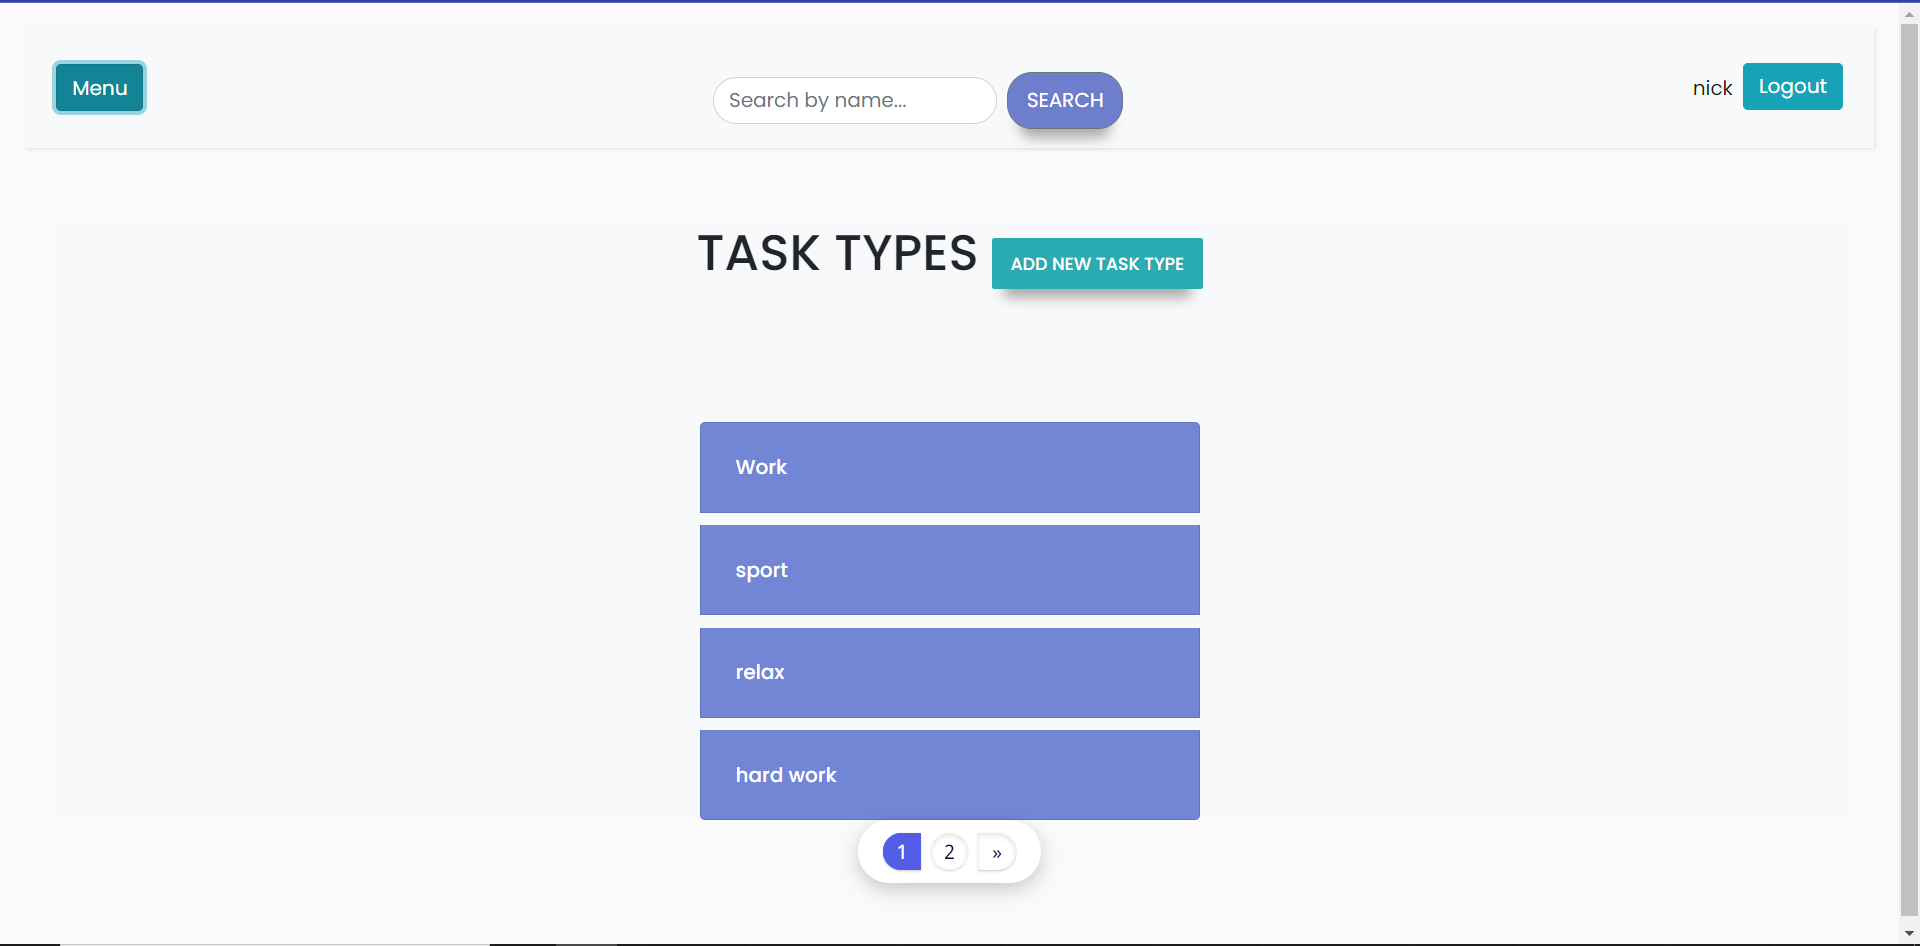 Menu
Search by name...
SEARCH
nick
Logout
TASK TYPES
ADD NEW TASK TYPE
Work
sport
relax
hard work
1 2 »